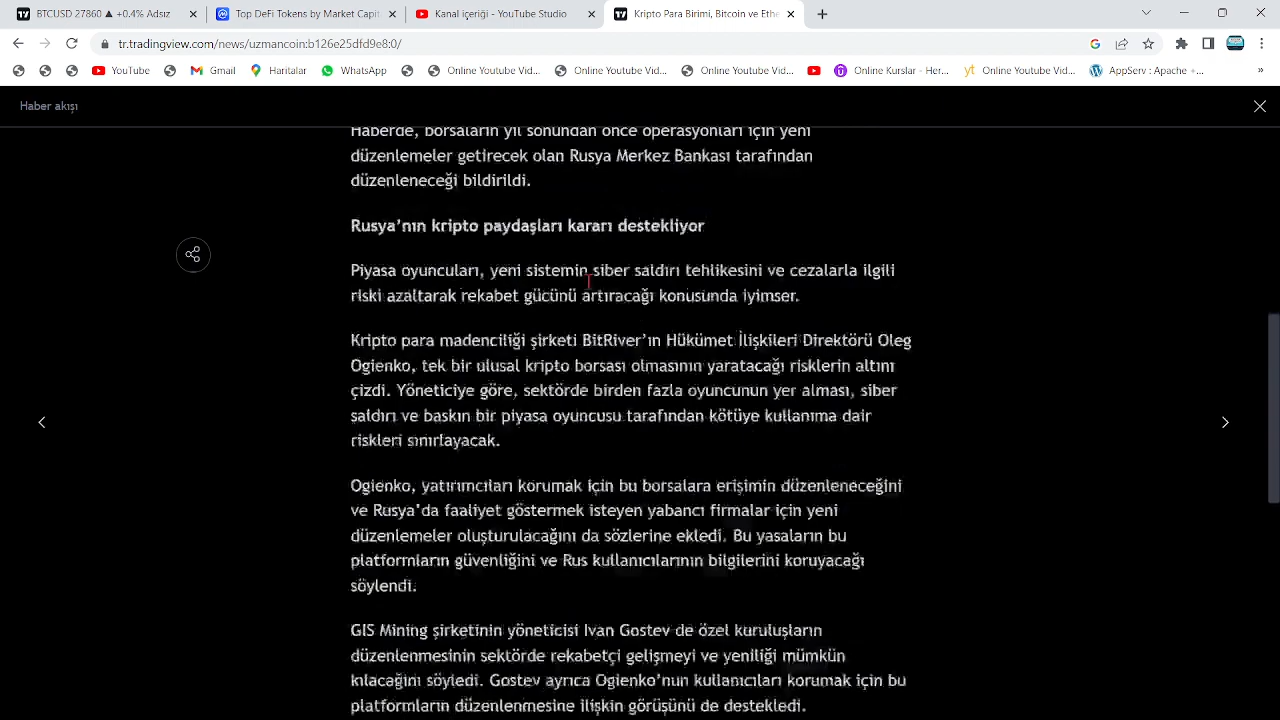 BTCUSD 27860 ▲ +0.4% Adsız
Top DeFi Tokens by Market Capit
Kanal içeriği - YouTube Studio
Kripto Para Birimi, Bitcoin ve Ethe
tr.tradingview.com/news/uzmancoin:b126e25dfd9e8:0/
YouTube
Gmail
Haritalar
WhatsApp
Online Youtube Vid...
Online Youtube Vid...
Online Youtube Vid...
Online Kurslar - Her...
Online Youtube Vid...
AppServ : Apache +...
»
Haber akışı
Haberde, borsaların yıl sonundan önce operasyonları için yeni
düzenlemeler getirecek olan Rusya Merkez Bankası tarafından
düzenleneceği bildirildi.
Rusya’nın kripto paydaşları kararı destekliyor
Piyasa oyuncuları, yeni sistemin siber saldırı tehlikesini ve cezalarla ilgili
riski azaltarak rekabet gücünü artıracağı konusunda iyimser.
Kripto para madenciliği şirketi BitRiver’ın Hükümet İlişkileri Direktörü Oleg
Ogienko, tek bir ulusal kripto borsası olmasının yaratacağı risklerin altını
çizdi. Yöneticiye göre, sektörde birden fazla oyuncunun yer alması, siber
saldırı ve baskın bir piyasa oyuncusu tarafından kötüye kullanıma dair
riskleri sınırlayacak.
Ogienko, yatırımcıları korumak için bu borsalara erişimin düzenleneceğini
ve Rusya’da faaliyet göstermek isteyen yabancı firmalar için yeni
düzenlemeler oluşturulacağını da sözlerine ekledi. Bu yasaların bu
platformların güvenliğini ve Rus kullanıcılarının bilgilerini koruyacağı
söylendi.
GIS Mining şirketinin yöneticisi Ivan Gostev de özel kuruluşların
düzenlenmesinin sektörde rekabetçi gelişmeyi ve yeniliği mümkün
kılacağını söyledi. Gostev ayrıca Ogienko’nun kullanıcıları korumak için bu
platformların düzenlenmesine ilişkin görüşünü de destekledi.